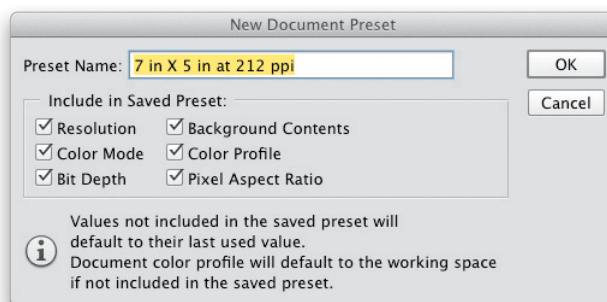 New Document Preset
Preset Name: 7 in X 5 in at 212 ppi
OK
Include in Saved Preset:
Cancel
Resolution Background Contents
Color Mode Color Profile
Bit Depth Pixel Aspect Ratio
Values not included in the saved preset will
default to their last used value.
Document color profile will default to the working space
if not included in the saved preset.